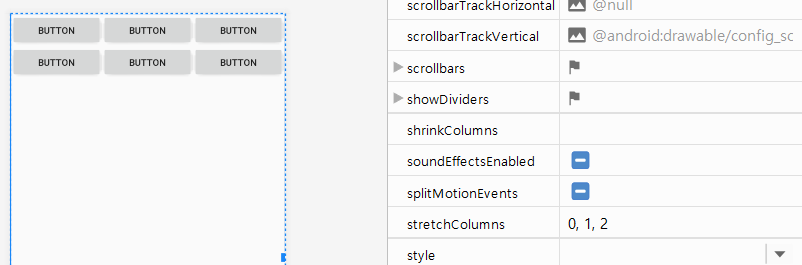 BUTTON BUTTON BUTTON
BUTTON BUTTON BUTTON
scrollbarTrackHorizontal @null
scrollbarTrackVertical @android:drawable/config_sc
scrollbars
showDividers
shrinkColumns
soundEffectsEnabled
splitMotionEvents
stretchColumns 0, 1, 2
style